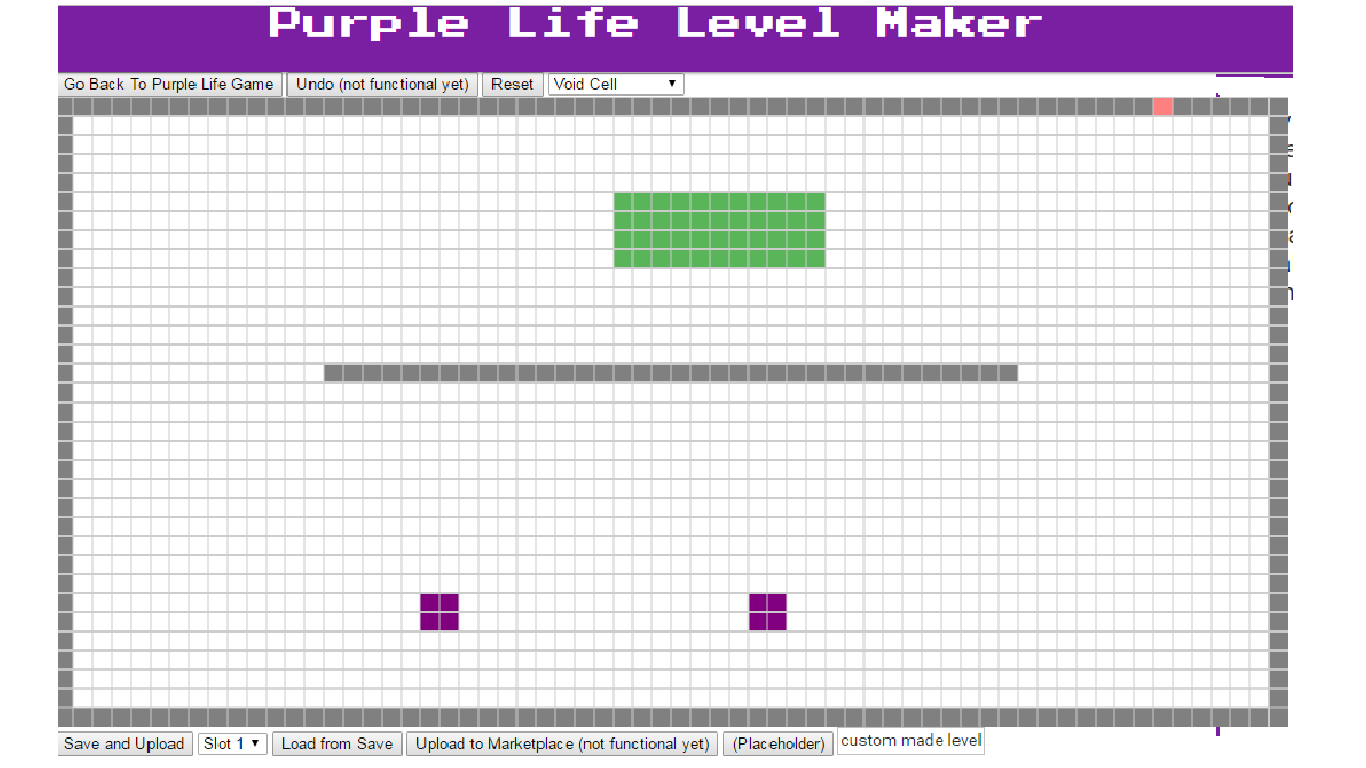 Purple Life Level Maker
Go Back To Purple Life Game Undo (not functional yet) Reset Void Cell
Save and Upload Slot 1 Load from Save Upload to Marketplace (not functional yet) (Placeholder) custom made level